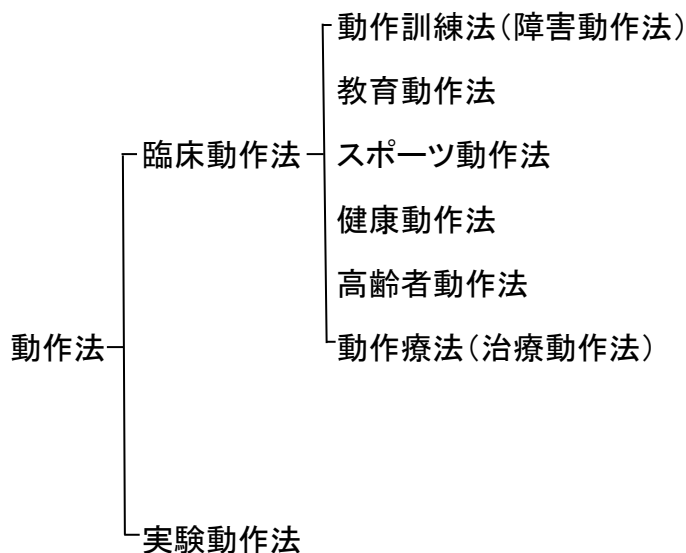 動作訓練法(障害動作法)
教育動作法
臨床動作法
スポーツ動作法
健康動作法
高齢者動作法
動作法
動作療法(治療動作法)
実験動作法